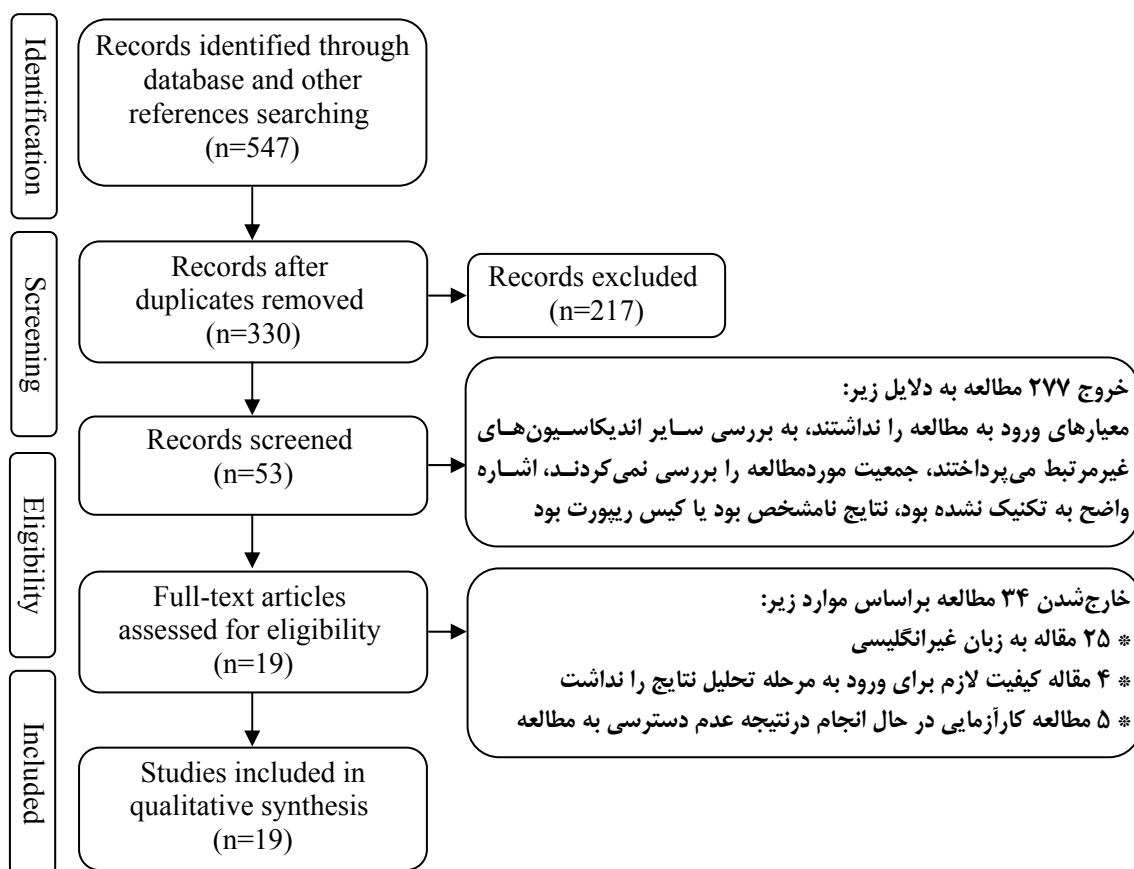 Identification
Records identified through
database and other
references searching
(n=547)
Screening
Records after
duplicates removed
(n=330)
Records excluded
(n=217)
Records screened
(n=53)
خروج ۲۷۷ مطالعه به دلایل زیر:
معیارهای ورود به مطالعه را نداشتند، به بررسی سایر اندیکاسیون‌های
غیرمرتبط می‌پرداختند، جمعیت موردمطالعه را بررسی نمی‌کردند، اشاره
واضح به تکنیک نشده بود، نتایج نامشخص بود یا کیس ریپورت بود
Eligibility
Full-text articles
assessed for eligibility
(n=19)
خارج‌شدن ۳۴ مطالعه براساس موارد زیر:
* ۲۵ مقاله به زبان غیرانگلیسی
* ۴ مقاله کیفیت لازم برای ورود به مرحله تحلیل نتایج را نداشت
* ۵ مطالعه کارآزمایی در حال انجام درنتیجه عدم دسترسی به مطالعه
Included
Studies included in
qualitative synthesis
(n=19)